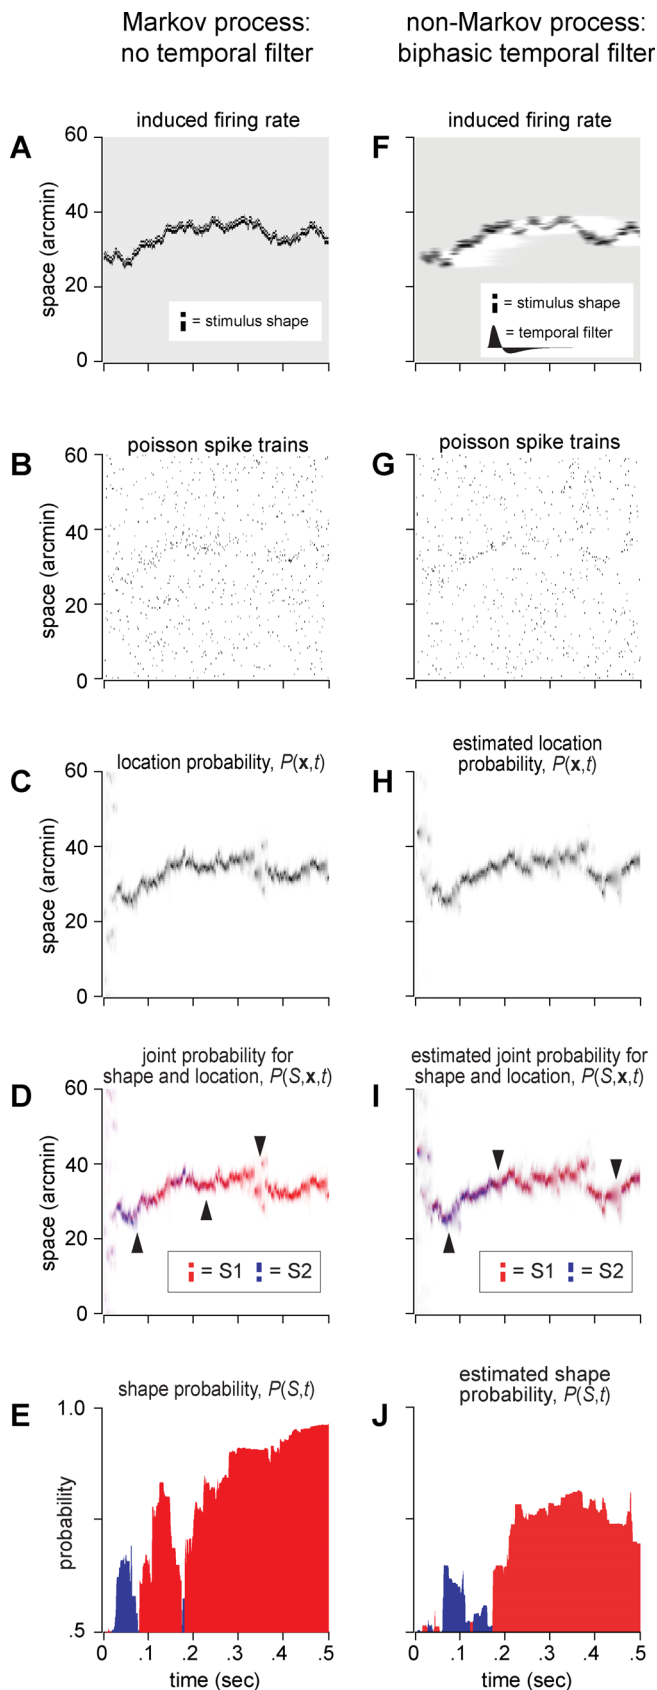 Markov process:
no temporal filter
non-Markov process:
biphasic temporal filter
A
induced firing rate
60
40
20
0
space (arcmin)
= stimulus shape
F
induced firing rate
= stimulus shape
= temporal filter
B
poisson spike trains
60
40
20
0
space (arcmin)
G
poisson spike trains
C
location probability, P(x,t)
60
40
20
0
space (arcmin)
H
estimated location
probability, P(x,t)
D
joint probability for
shape and location, P(S,x,t)
60
40
20
0
space (arcmin)
= S1 = S2
I
estimated joint probability for
shape and location, P(S,x,t)
= S1 = S2
E
shape probability, P(S,t)
1.0
.5
probability
0 .1 .2 .3 .4 .5
time (sec)
J
estimated shape
probability, P(S,t)
0 .1 .2 .3 .4 .5
time (sec)